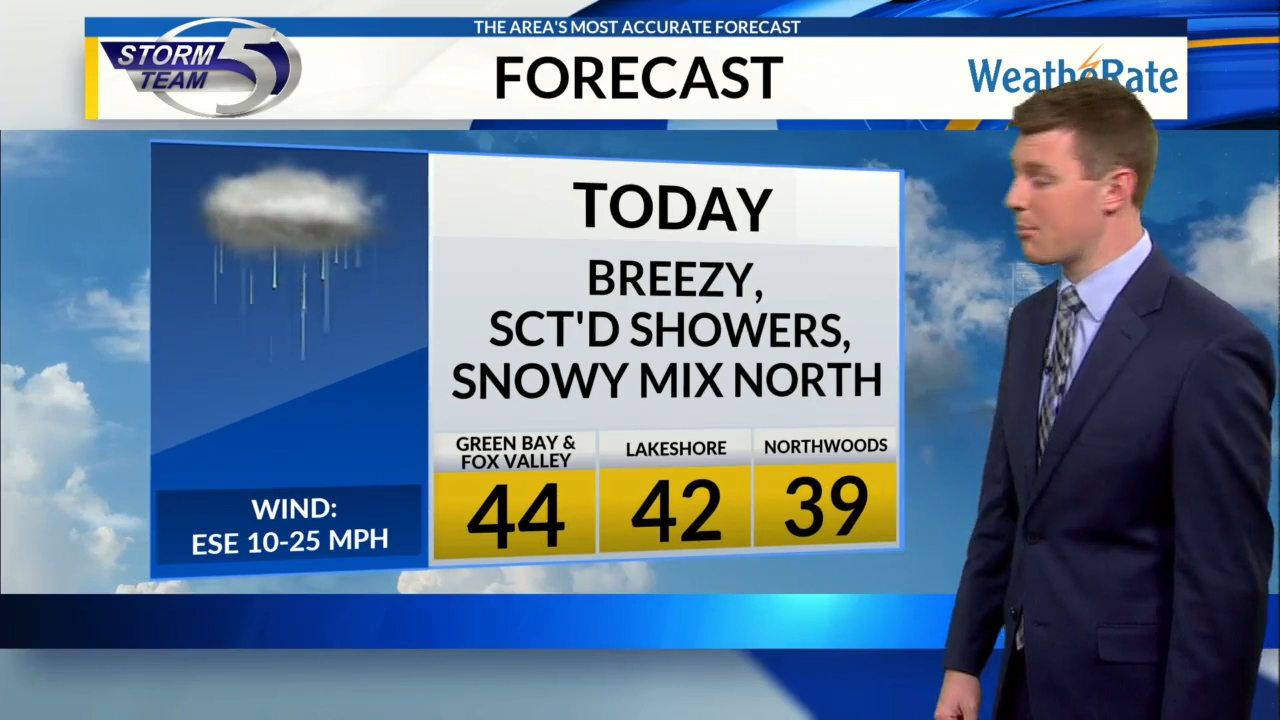 THE AREA'S MOST ACCURATE FORECAST
STORM
TEAM 5
FORECAST
WeatheRate
TODAY
BREEZY,
SCT'D SHOWERS,
SNOWY MIX NORTH
GREEN BAY &
FOX VALLEY
44
LAKESHORE
42
NORTHWOODS
39
WIND:
ESE 10-25 MPH